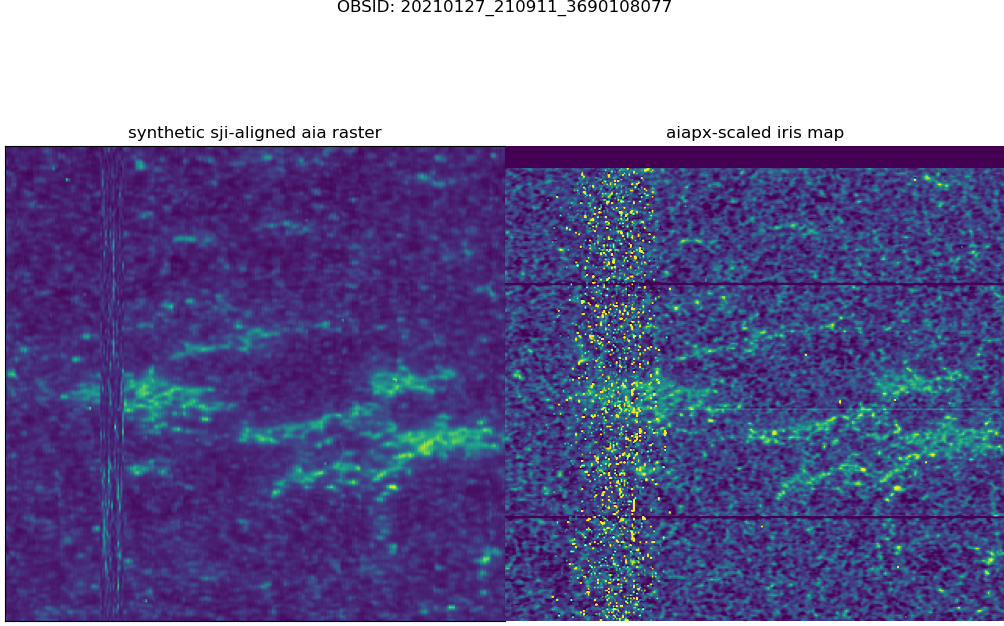 OBSID: 20210127_210911_3690108077
synthetic sji-aligned aia raster
aiapx-scaled iris map